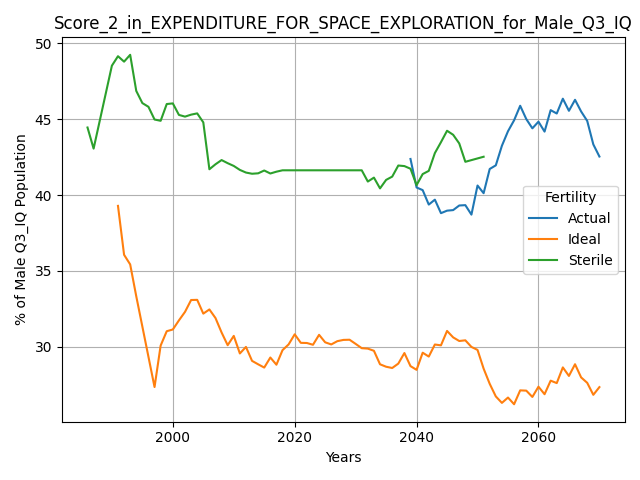 Score_2_in_EXPENDITURE_FOR_SPACE_EXPLORATION_for_Male_Q3_IQ
50
45
40
35
30
% of Male Q3_IQ Population
Fertility
Actual
Ideal
Sterile
2000 2020 2040 2060
Years